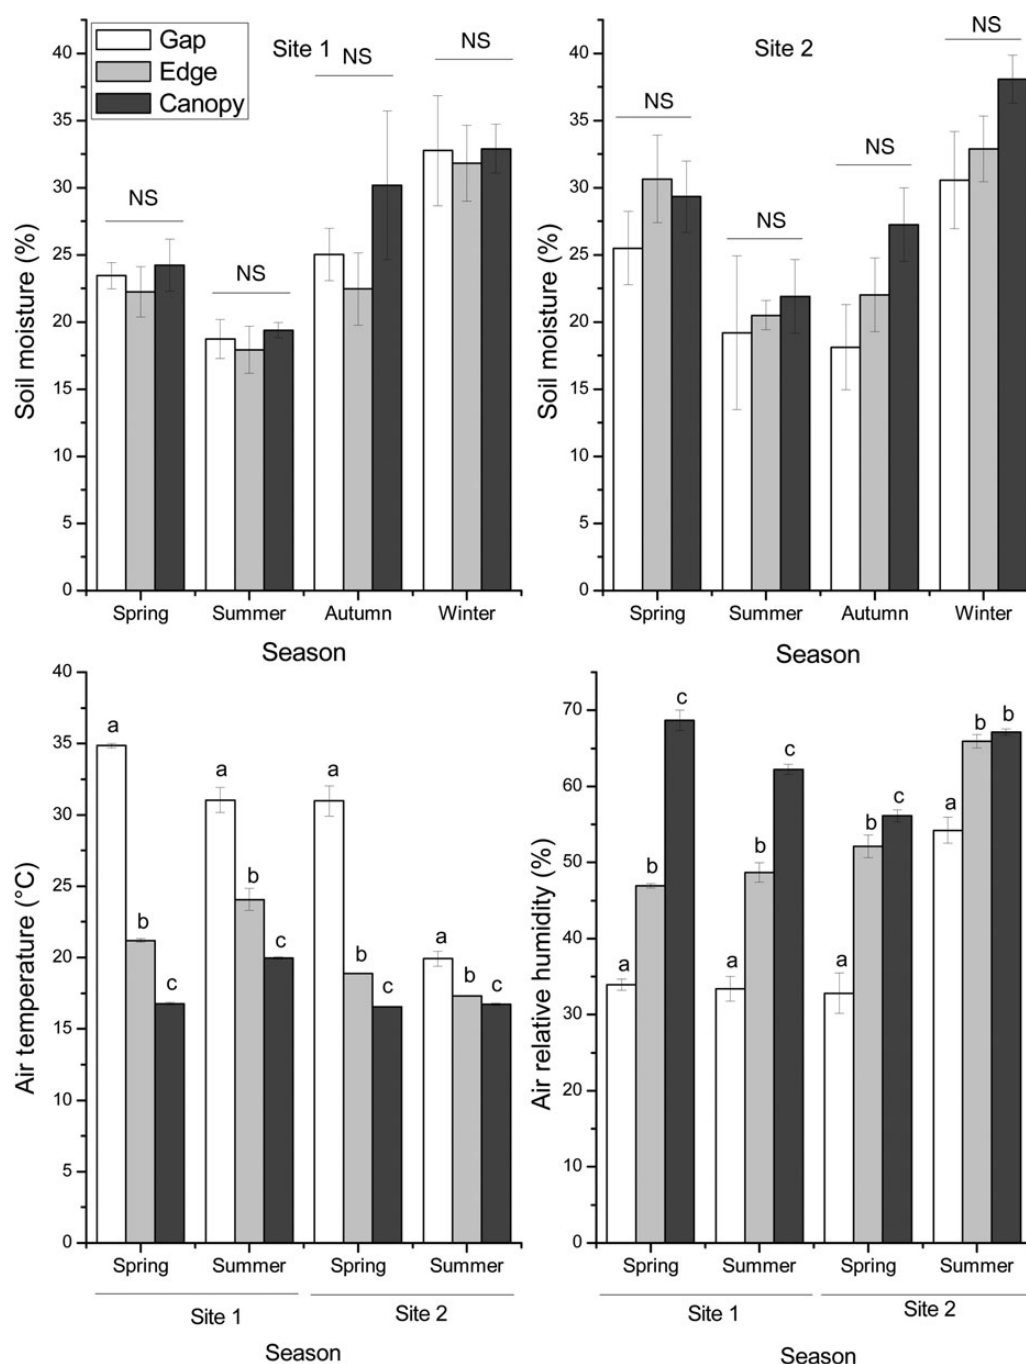 Gap
Edge
Canopy
Site 1
NS
NS
NS
NS
40
35
30
25
20
15
10
5
0
Soil moisture (%)
Spring Summer Autumn Winter
Season
Site 2
NS
NS
NS
NS
40
35
30
25
20
15
10
5
0
Soil moisture (%)
Spring Summer Autumn Winter
Season
40
35
30
25
20
15
10
5
0
Air temperature (°C)
a b c
a b c
a b c
a b c
Spring Summer Spring Summer
Site 1 Site 2
Season
70
60
50
40
30
20
10
0
Air relative humidity (%)
a b c
a b c
a b c
a b b
Spring Summer Spring Summer
Site 1 Site 2
Season